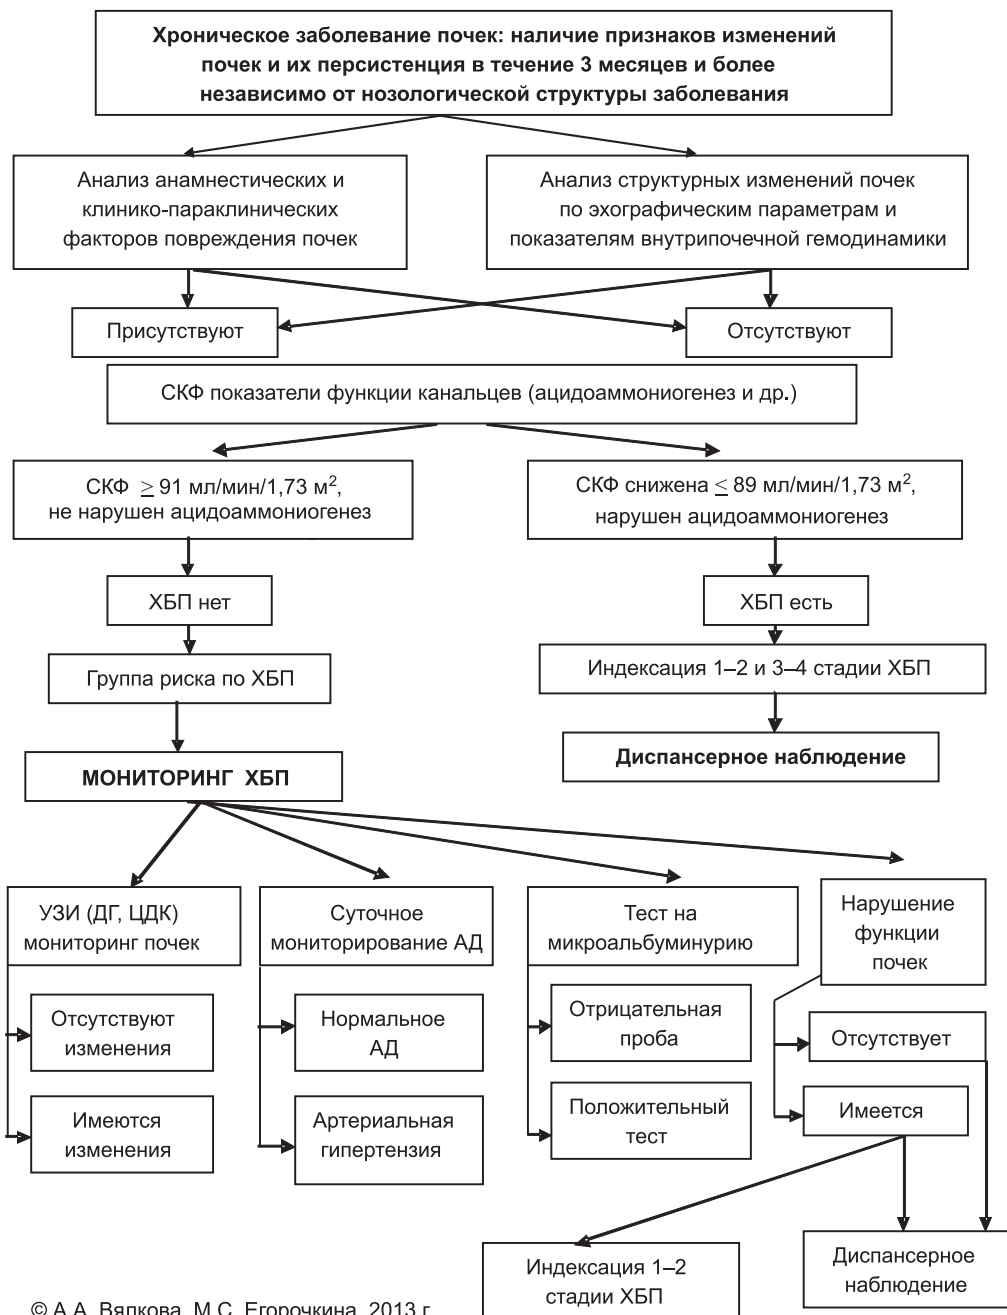 Хроническое заболевание почек: наличие признаков изменений
почек и их персистенция в течение 3 месяцев и более
независимо от нозологической структуры заболевания
Анализ анамнестических и
клинико-параклинических
факторов повреждения почек
Анализ структурных изменений почек
по эхографическим параметрам и
показателям внутрипочечной гемодинамики
Присутствуют
Отсутствуют
СКФ показатели функции канальцев (ацидоаммониогенез и др.)
СКФ ≥ 91 мл/мин/1,73 м²,
не нарушен ацидоаммониогенез
СКФ снижена ≤ 89 мл/мин/1,73 м²,
нарушен ацидоаммониогенез
ХБП нет
ХБП есть
Группа риска по ХБП
Индексация 1–2 и 3–4 стадии ХБП
МОНИТОРИНГ ХБП
Диспансерное наблюдение
УЗИ (ДГ, ЦДК)
мониторинг почек
Суточное
мониторирование АД
Тест на
микроальбуминурию
Нарушение
функции
почек
Отсутствуют
изменения
Нормальное
АД
Отрицательная
проба
Отсутствует
Имеются
изменения
Артериальная
гипертензия
Положительный
тест
Имеется
Индексация 1–2
стадии ХБП
Диспансерное
наблюдение
© А.А. Вялкова, М.С. Егорочкина, 2013 г.